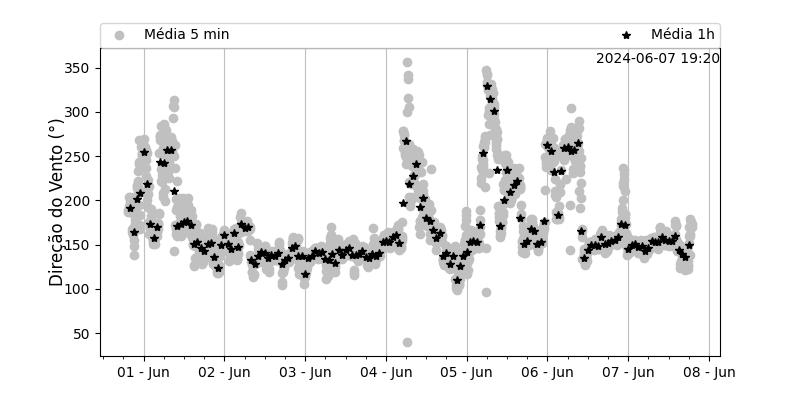 Média 5 min
Média 1h
2024-06-07 19:20
Direção do Vento (°)
350
300
250
200
150
100
50
01 - Jun
02 - Jun
03 - Jun
04 - Jun
05 - Jun
06 - Jun
07 - Jun
08 - Jun